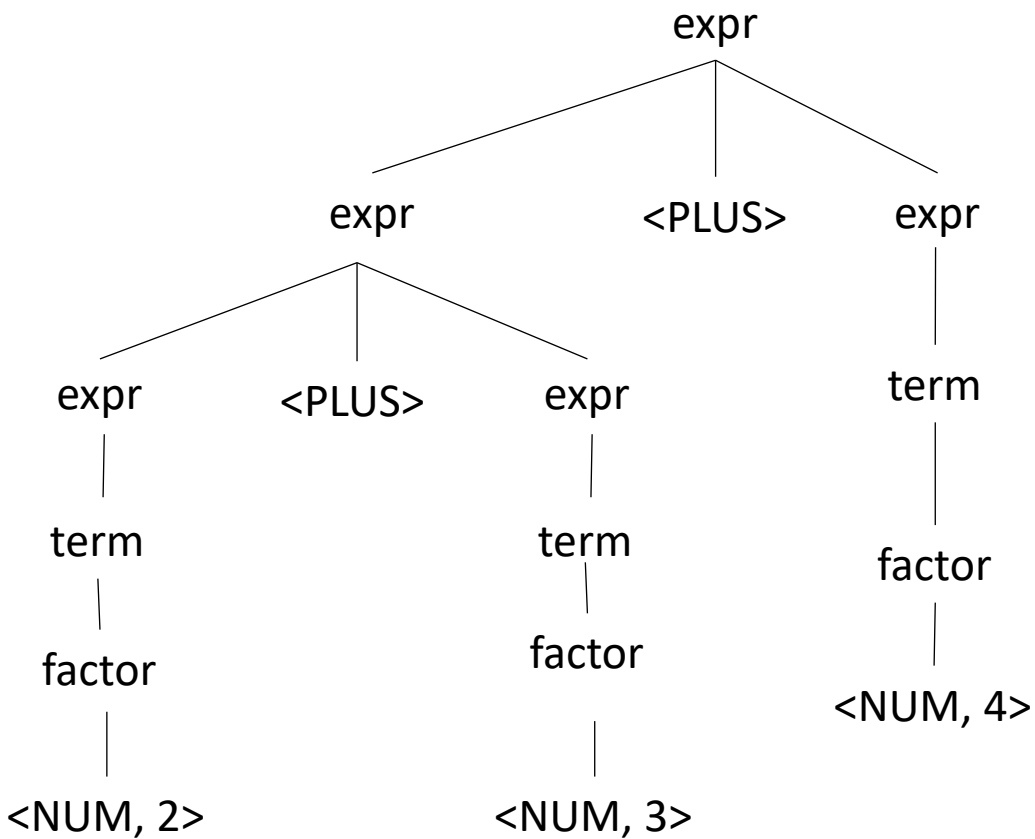 expr
expr <PLUS> expr
expr <PLUS> expr term
term term factor
factor factor <NUM, 4>
<NUM, 2> <NUM, 3>